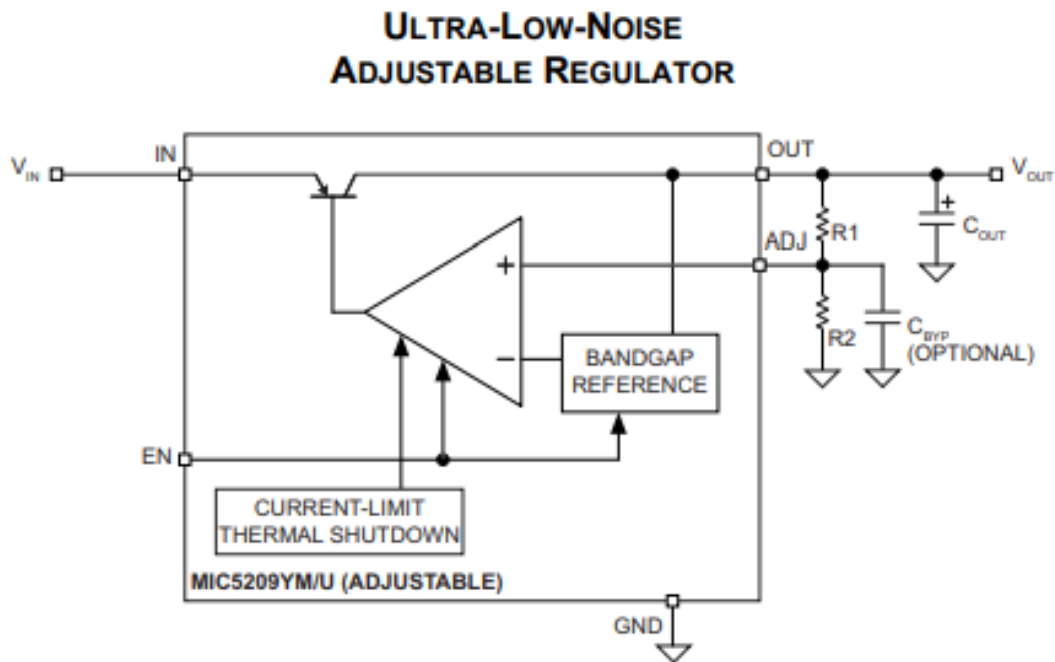 ULTRA-LOW-NOISE
ADJUSTABLE REGULATOR
IN
OUT
VIN
VOUT
+
R1
COUT
ADJ
+
R2
CBYP
(OPTIONAL)
−
BANDGAP
REFERENCE
EN
CURRENT-LIMIT
THERMAL SHUTDOWN
MIC5209YM/U (ADJUSTABLE)
GND